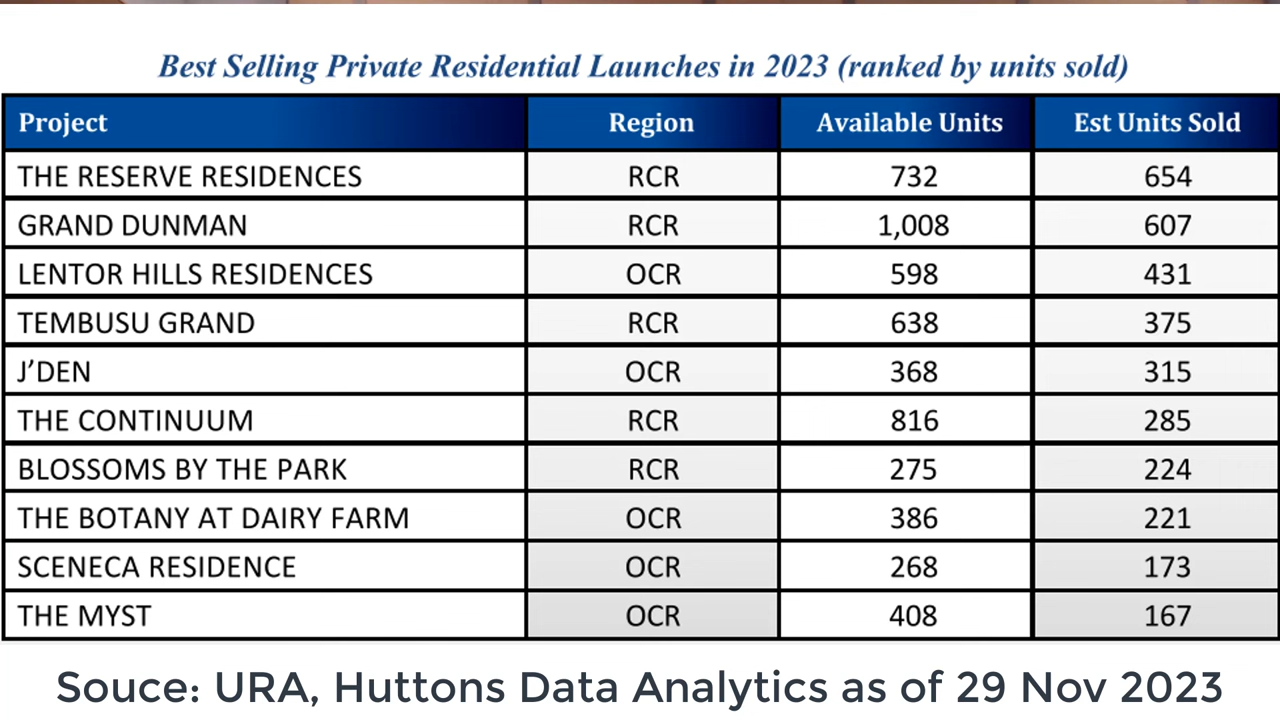 Best Selling Private Residential Launches in 2023 (ranked by units sold)
Project Region Available Units Est Units Sold
THE RESERVE RESIDENCES RCR 732 654
GRAND DUNMAN RCR 1,008 607
LENTOR HILLS RESIDENCES OCR 598 431
TEMBUSU GRAND RCR 638 375
J’DEN OCR 368 315
THE CONTINUUM RCR 816 285
BLOSSOMS BY THE PARK RCR 275 224
THE BOTANY AT DAIRY FARM OCR 386 221
SCENECA RESIDENCE OCR 268 173
THE MYST OCR 408 167
Souce: URA, Huttons Data Analytics as of 29 Nov 2023